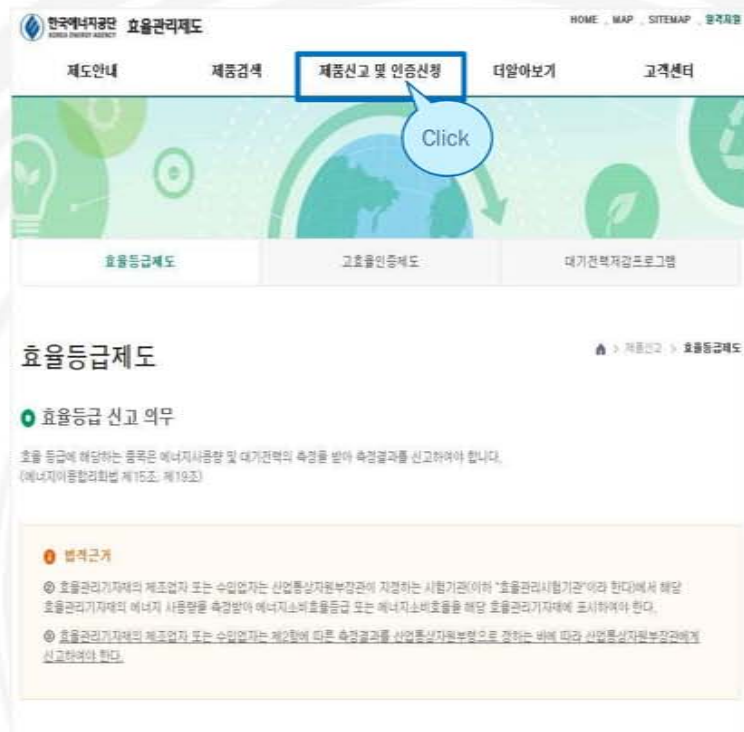 한국에너지공단 효율관리제도
KOREA ENERGY AGENCY
HOME MAP SITEMAP 원격지원
제도안내 제품검색 제품신고 및 인증신청 더알아보기 고객센터
Click
효율등급제도 고효율인증제도 대기전력저감프로그램
효율등급제도
> 제품신고 > 효율등급제도
효율등급 신고 의무
효율 등급에 해당하는 품목은 에너지사용량 및 대기전력의 측정을 받아 측정결과를 신고하여야 합니다.
(에너지이용합리화법 제15조, 제19조)
법적근거
② 효율관리기자재의 제조업자 또는 수입업자는 산업통상자원부장관이 지정하는 시험기관(이하 "효율관리시험기관"이라 한다)에서 해당
효율관리기자재의 에너지 사용량을 측정받아 에너지소비효율등급 또는 에너지소비효율을 해당 효율관리기자재에 표시하여야 한다.
효율관리기자재의 제조업자 또는 수입업자는 제2항에 따른 측정결과를 산업통상자원부령으로 정하는 바에 따라 산업통상자원부장관에게
신고하여야 한다.